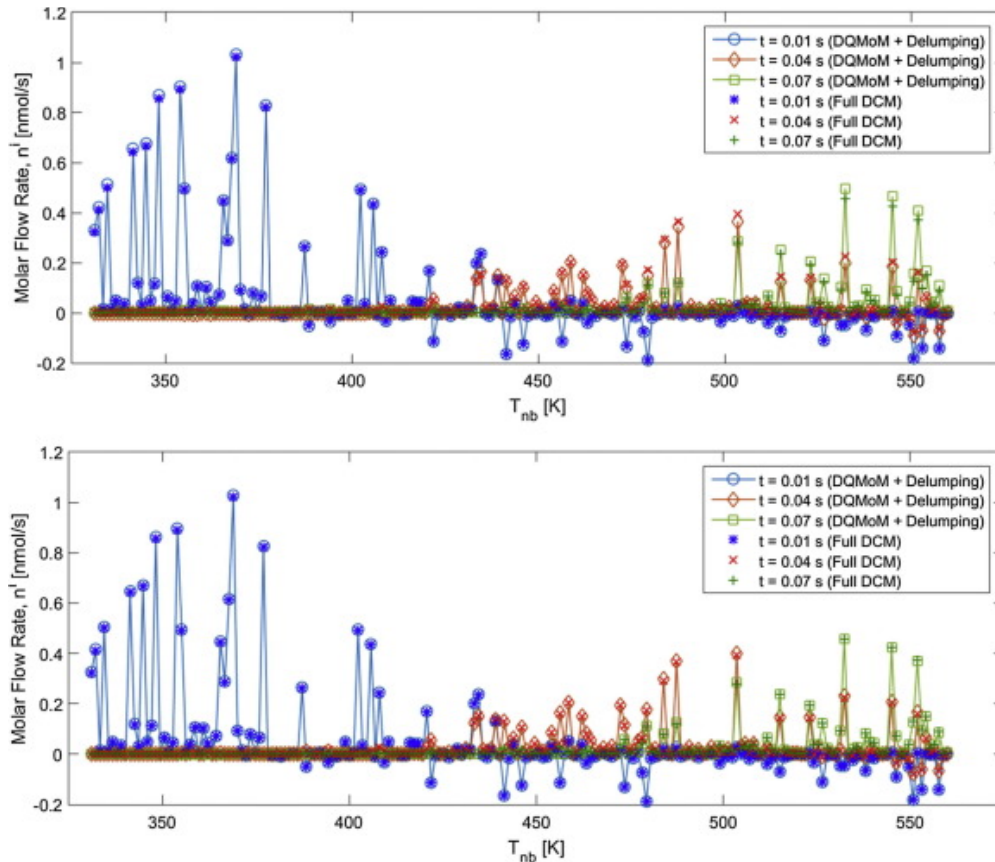 1.2
1
0.8
0.6
0.4
0.2
0
-0.2
Molar Flow Rate, n^i [nmol/s]
350
400
450
500
550
T_nb [K]
t = 0.01 s (DQMoM + Delumping)
t = 0.04 s (DQMoM + Delumping)
t = 0.07 s (DQMoM + Delumping)
t = 0.01 s (Full DCM)
t = 0.04 s (Full DCM)
t = 0.07 s (Full DCM)
1.2
1
0.8
0.6
0.4
0.2
0
-0.2
Molar Flow Rate, n^i [nmol/s]
350
400
450
500
550
T_nb [K]
t = 0.01 s (DQMoM + Delumping)
t = 0.04 s (DQMoM + Delumping)
t = 0.07 s (DQMoM + Delumping)
t = 0.01 s (Full DCM)
t = 0.04 s (Full DCM)
t = 0.07 s (Full DCM)